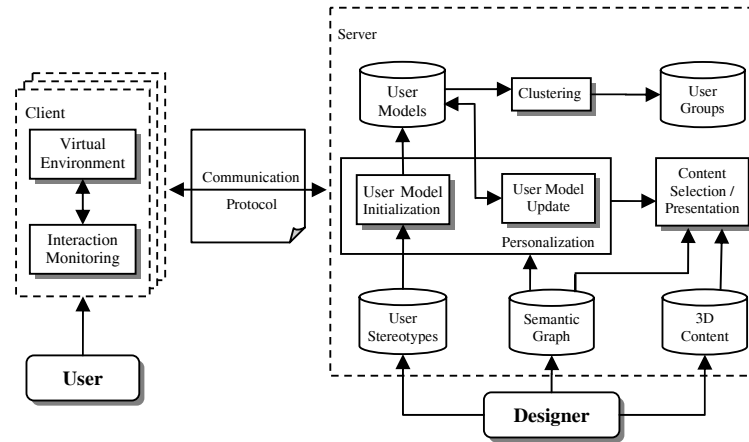 Server
User
Models
Clustering
User
Groups
Client
Virtual
Environment
Interaction
Monitoring
Communication
Protocol
User Model
Initialization
User Model
Update
Personalization
Content
Selection /
Presentation
User
Stereotypes
Semantic
Graph
3D
Content
User
Designer